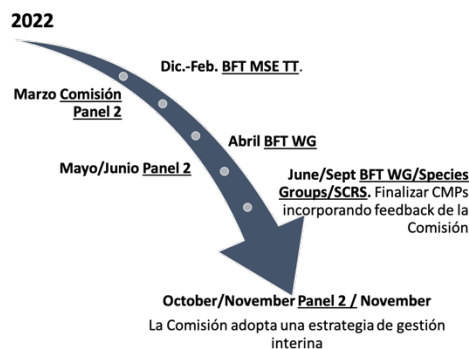 2022
Dic.-Feb. BFT MSE TT.
Marzo Comisión
Panel 2
Abril BFT WG
Mayo/Junio Panel 2
June/Sept BFT WG/Species
Groups/SCRS. Finalizar CMPs
incorporando feedback de la
Comisión
October/November Panel 2 / November
La Comisión adopta una estrategia de gestión
interina